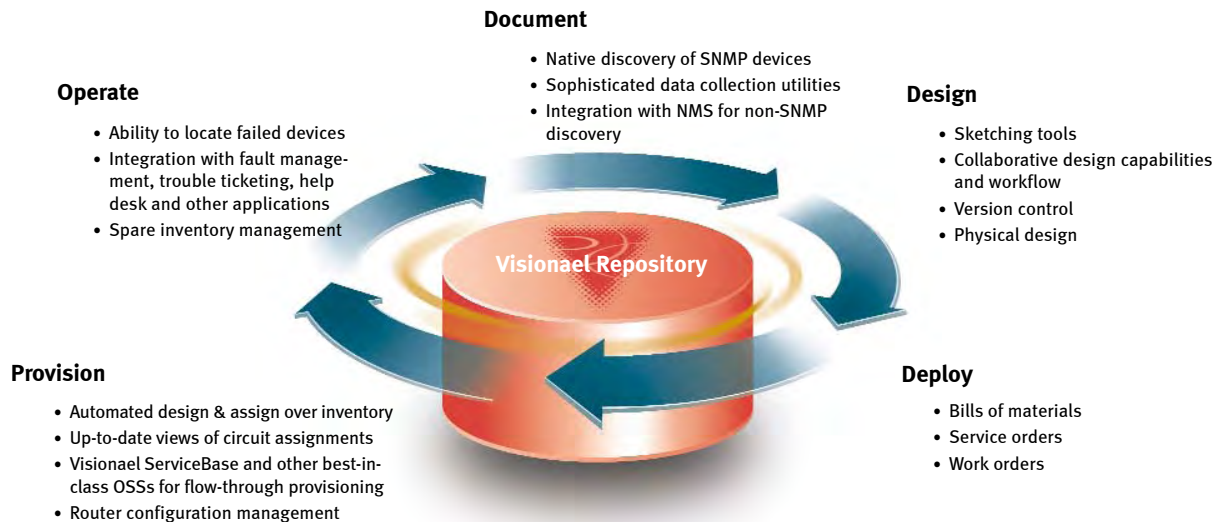 Document
• Native discovery of SNMP devices
• Sophisticated data collection utilities
• Integration with NMS for non-SNMP
discovery
Operate
• Ability to locate failed devices
• Integration with fault manage-
ment, trouble ticketing, help
desk and other applications
• Spare inventory management
Design
• Sketching tools
• Collaborative design capabilities
and workflow
• Version control
• Physical design
Visionael Repository
Provision
• Automated design & assign over inventory
• Up-to-date views of circuit assignments
• Visionael ServiceBase and other best-in-
class OSSs for flow-through provisioning
• Router configuration management
Deploy
• Bills of materials
• Service orders
• Work orders